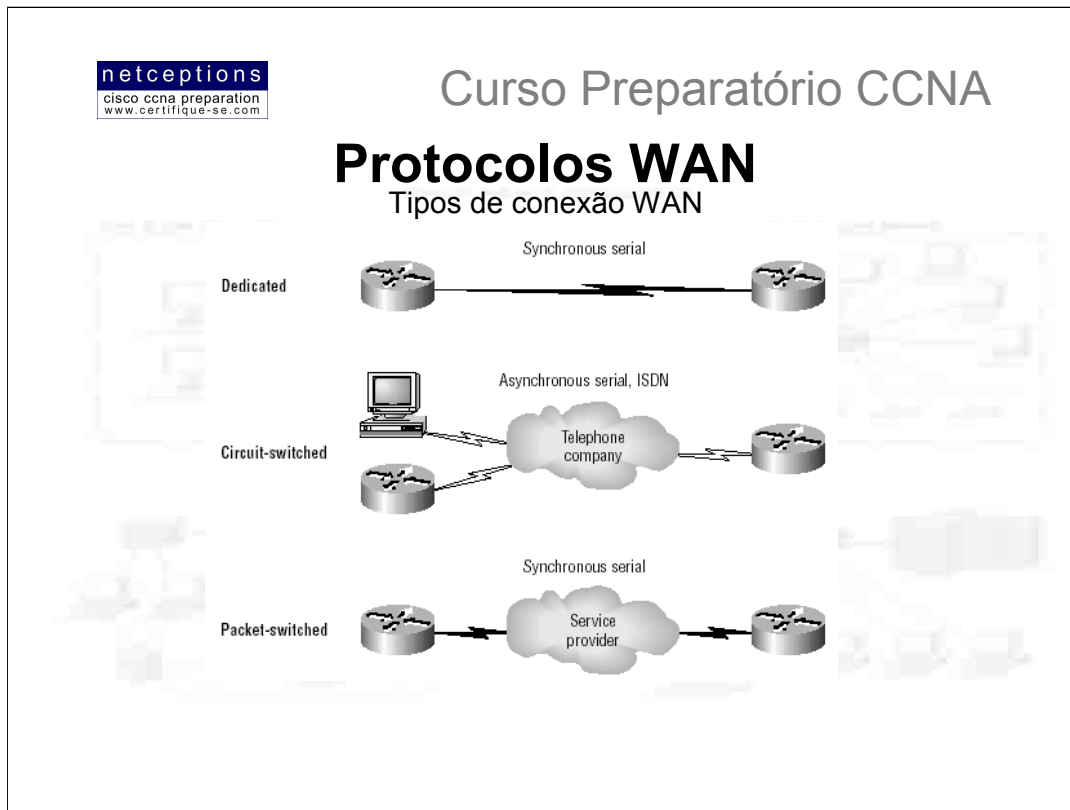 netceptions
cisco ccna preparation
www.certifique-se.com
Curso Preparatório CCNA
Protocolos WAN
Tipos de conexão WAN
Synchronous serial
Dedicated
Asynchronous serial, ISDN
Telephone
company
Circuit-switched
Synchronous serial
Service
provider
Packet-switched